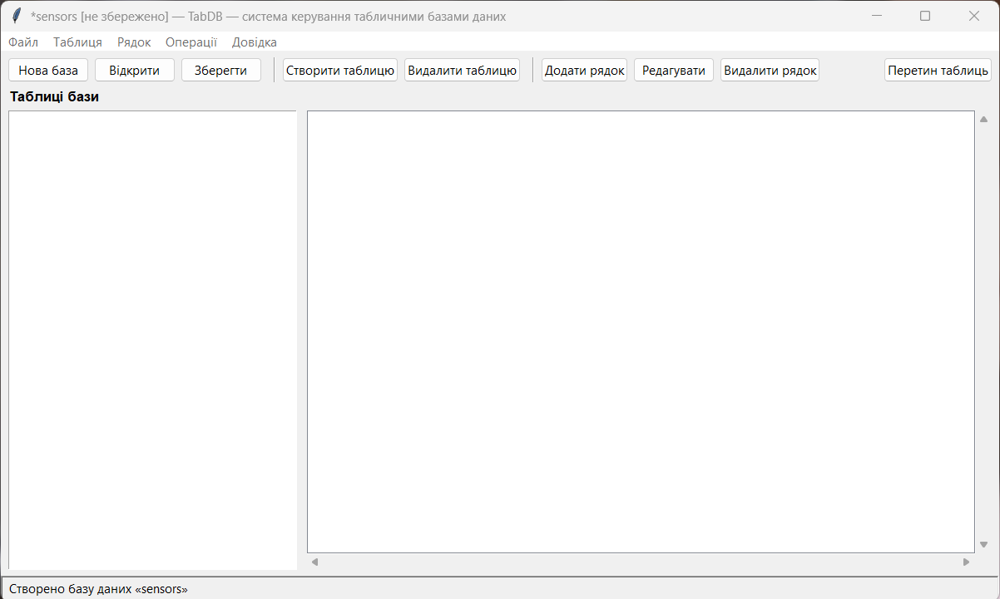 *sensors [не збережено] — TabDB — система керування табличними базами даних
Файл Таблиця Рядок Операції Довідка
Нова база Відкрити Зберегти Створити таблицю Видалити таблицю Додати рядок Редагувати Видалити рядок Перетин таблиць
Таблиці бази
Створено базу даних «sensors»